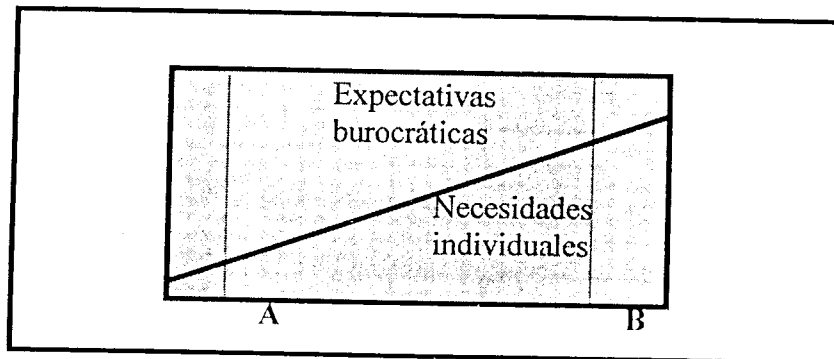 Expectativas
burocráticas
Necesidades
individuales
A B